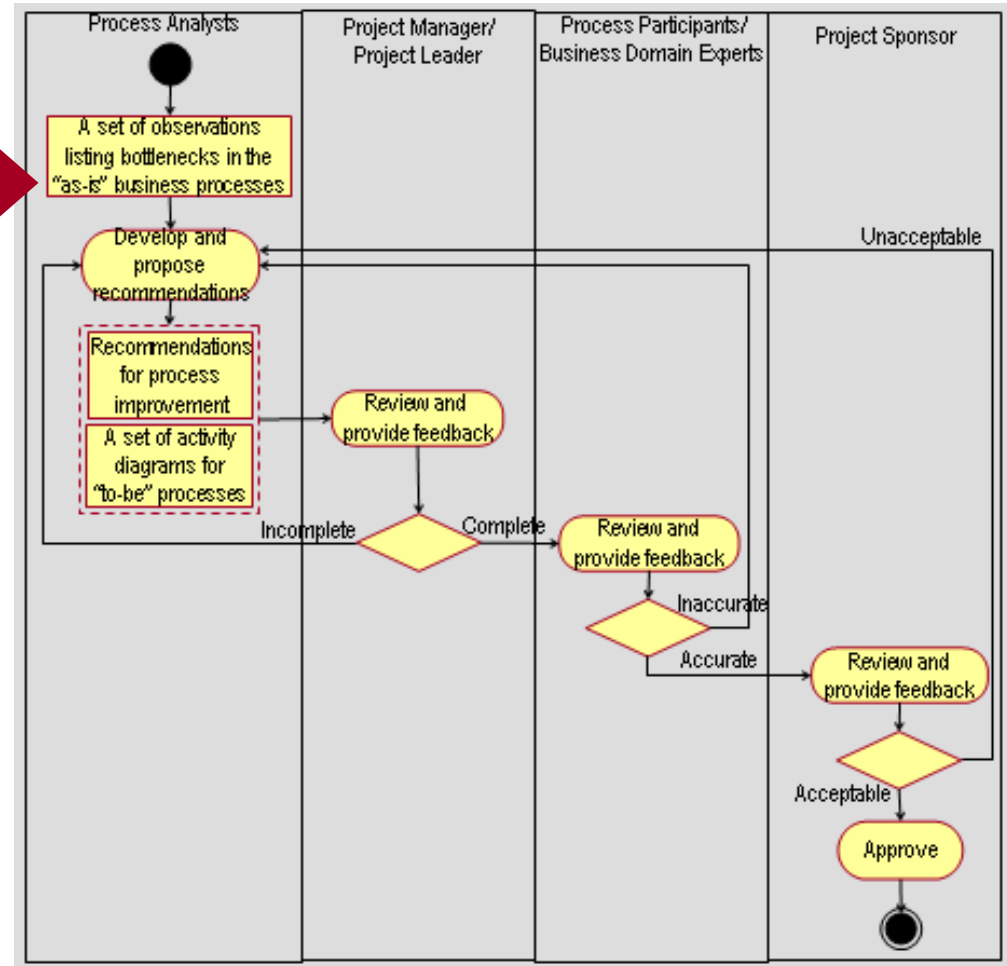 Process Analysts
Project Manager/
Project Leader
Process Participants/
Business Domain Experts
Project Sponsor
A set of observations
listing bottlenecks in the
“as-is” business processes
Develop and
propose
recommendations
Unacceptable
Recommendations
for process
improvement
A set of activity
diagrams for
“to-be” processes
Review and
provide feedback
Incomplete
Complete
Review and
provide feedback
Inaccurate
Accurate
Review and
provide feedback
Acceptable
Approve